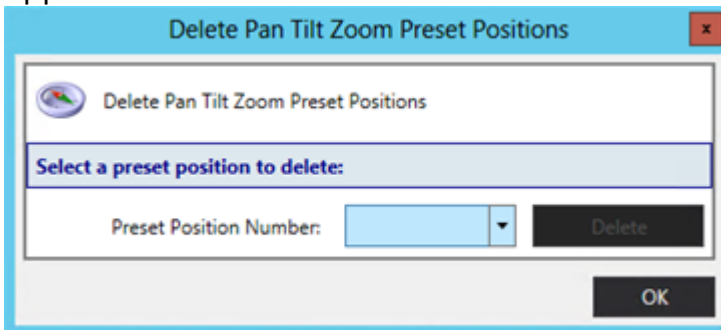 Delete Pan Tilt Zoom Preset Positions
x
Delete Pan Tilt Zoom Preset Positions
Select a preset position to delete:
Preset Position Number:
Delete
OK